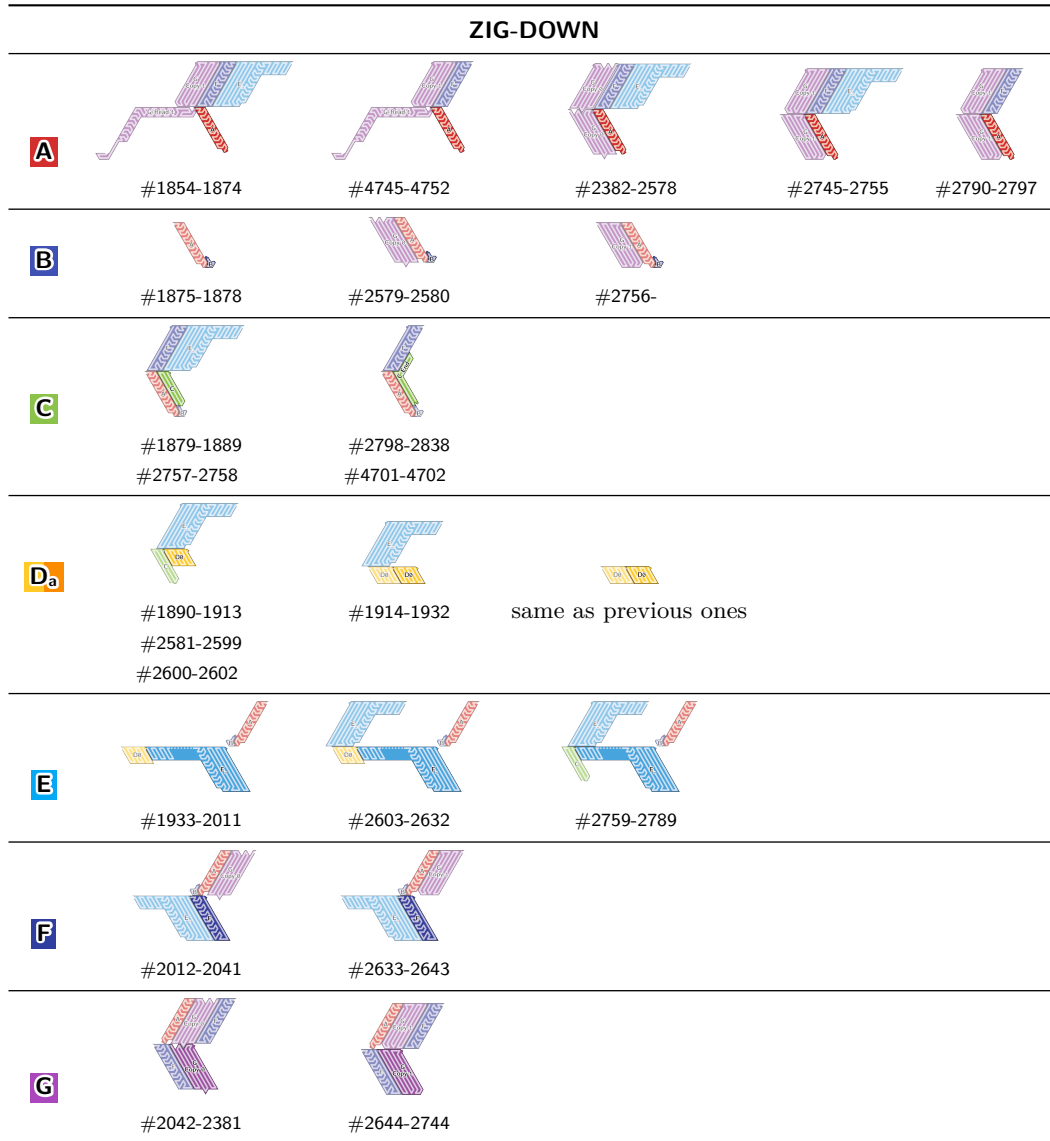 ZIG-DOWN
A
#1854-1874 #4745-4752 #2382-2578 #2745-2755 #2790-2797
B
#1875-1878 #2579-2580 #2756-
C
#1879-1889 #2798-2838
#2757-2758 #4701-4702
Da
#1890-1913 #1914-1932 same as previous ones
#2581-2599
#2600-2602
E
#1933-2011 #2603-2632 #2759-2789
F
#2012-2041 #2633-2643
G
#2042-2381 #2644-2744